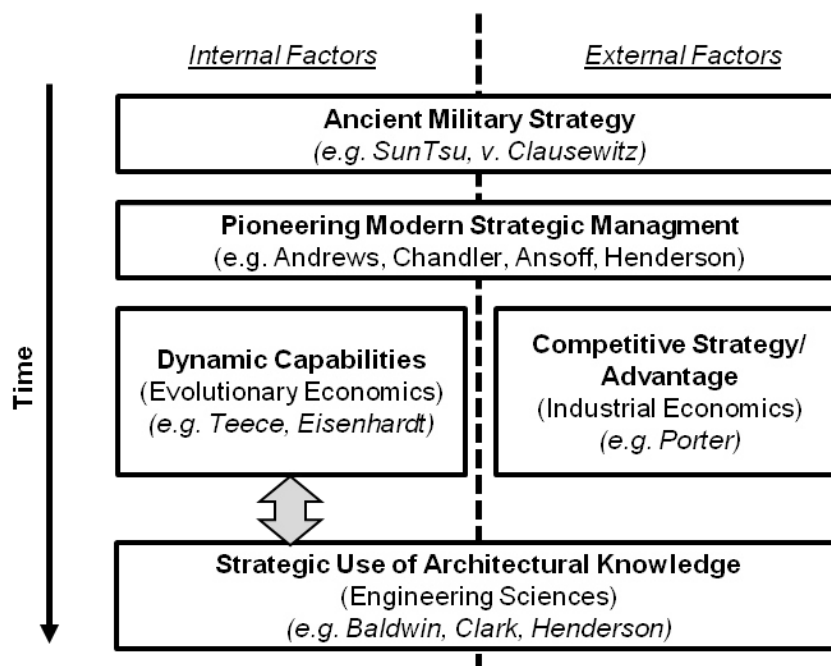 Internal Factors
External Factors
Ancient Military Strategy
(e.g. SunTsu, v. Clausewitz)
Pioneering Modern Strategic Managment
(e.g. Andrews, Chandler, Ansoff, Henderson)
Time
Dynamic Capabilities
(Evolutionary Economics)
(e.g. Teece, Eisenhardt)
Competitive Strategy/
Advantage
(Industrial Economics)
(e.g. Porter)
Strategic Use of Architectural Knowledge
(Engineering Sciences)
(e.g. Baldwin, Clark, Henderson)